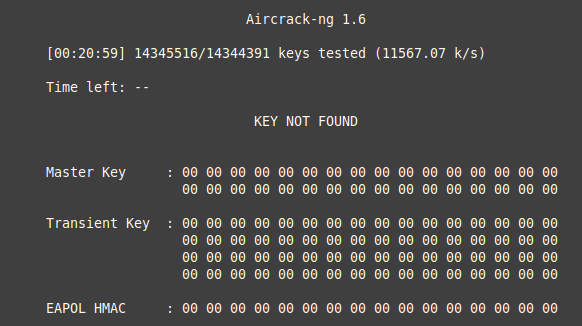 Aircrack-ng 1.6
[00:20:59] 14345516/14344391 keys tested (11567.07 k/s)
Time left: --
KEY NOT FOUND
Master Key : 00 00 00 00 00 00 00 00 00 00 00 00 00 00 00 00
00 00 00 00 00 00 00 00 00 00 00 00 00 00 00 00
Transient Key : 00 00 00 00 00 00 00 00 00 00 00 00 00 00 00 00
00 00 00 00 00 00 00 00 00 00 00 00 00 00 00 00
00 00 00 00 00 00 00 00 00 00 00 00 00 00 00 00
00 00 00 00 00 00 00 00 00 00 00 00 00 00 00 00
EAPOL HMAC : 00 00 00 00 00 00 00 00 00 00 00 00 00 00 00 00